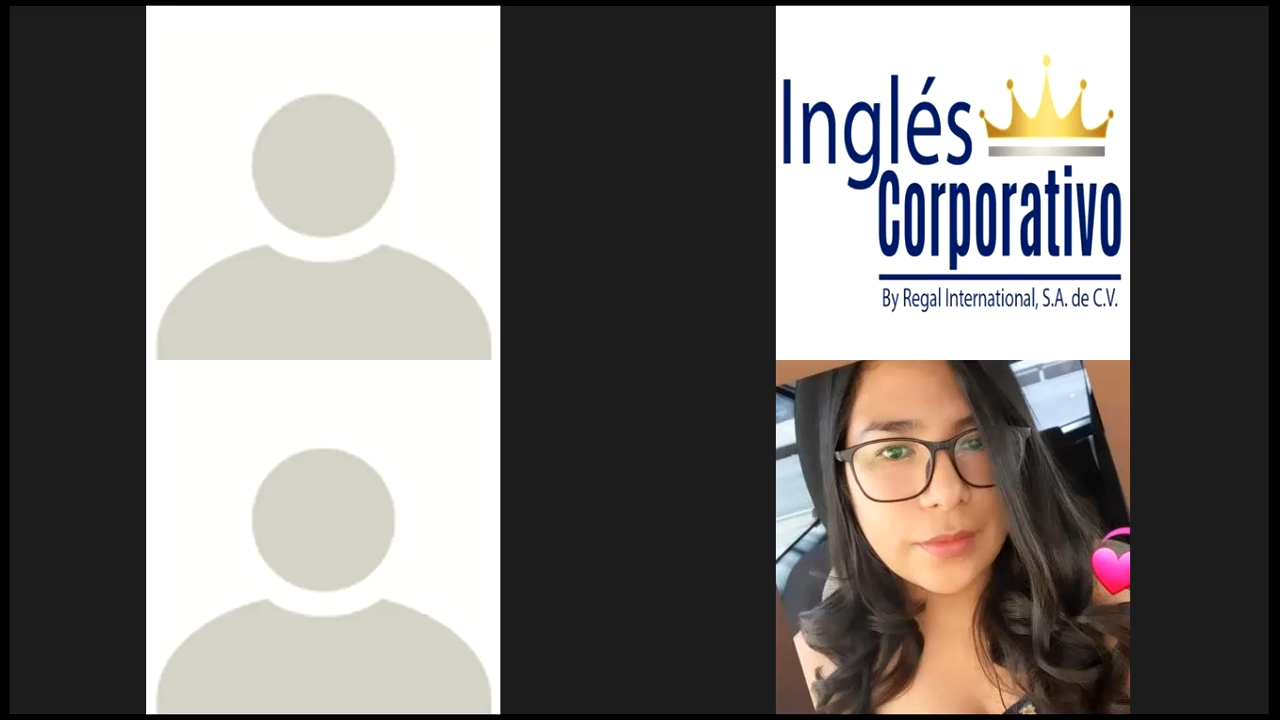 Inglés
Corporativo
By Regal International, S.A. de C.V.